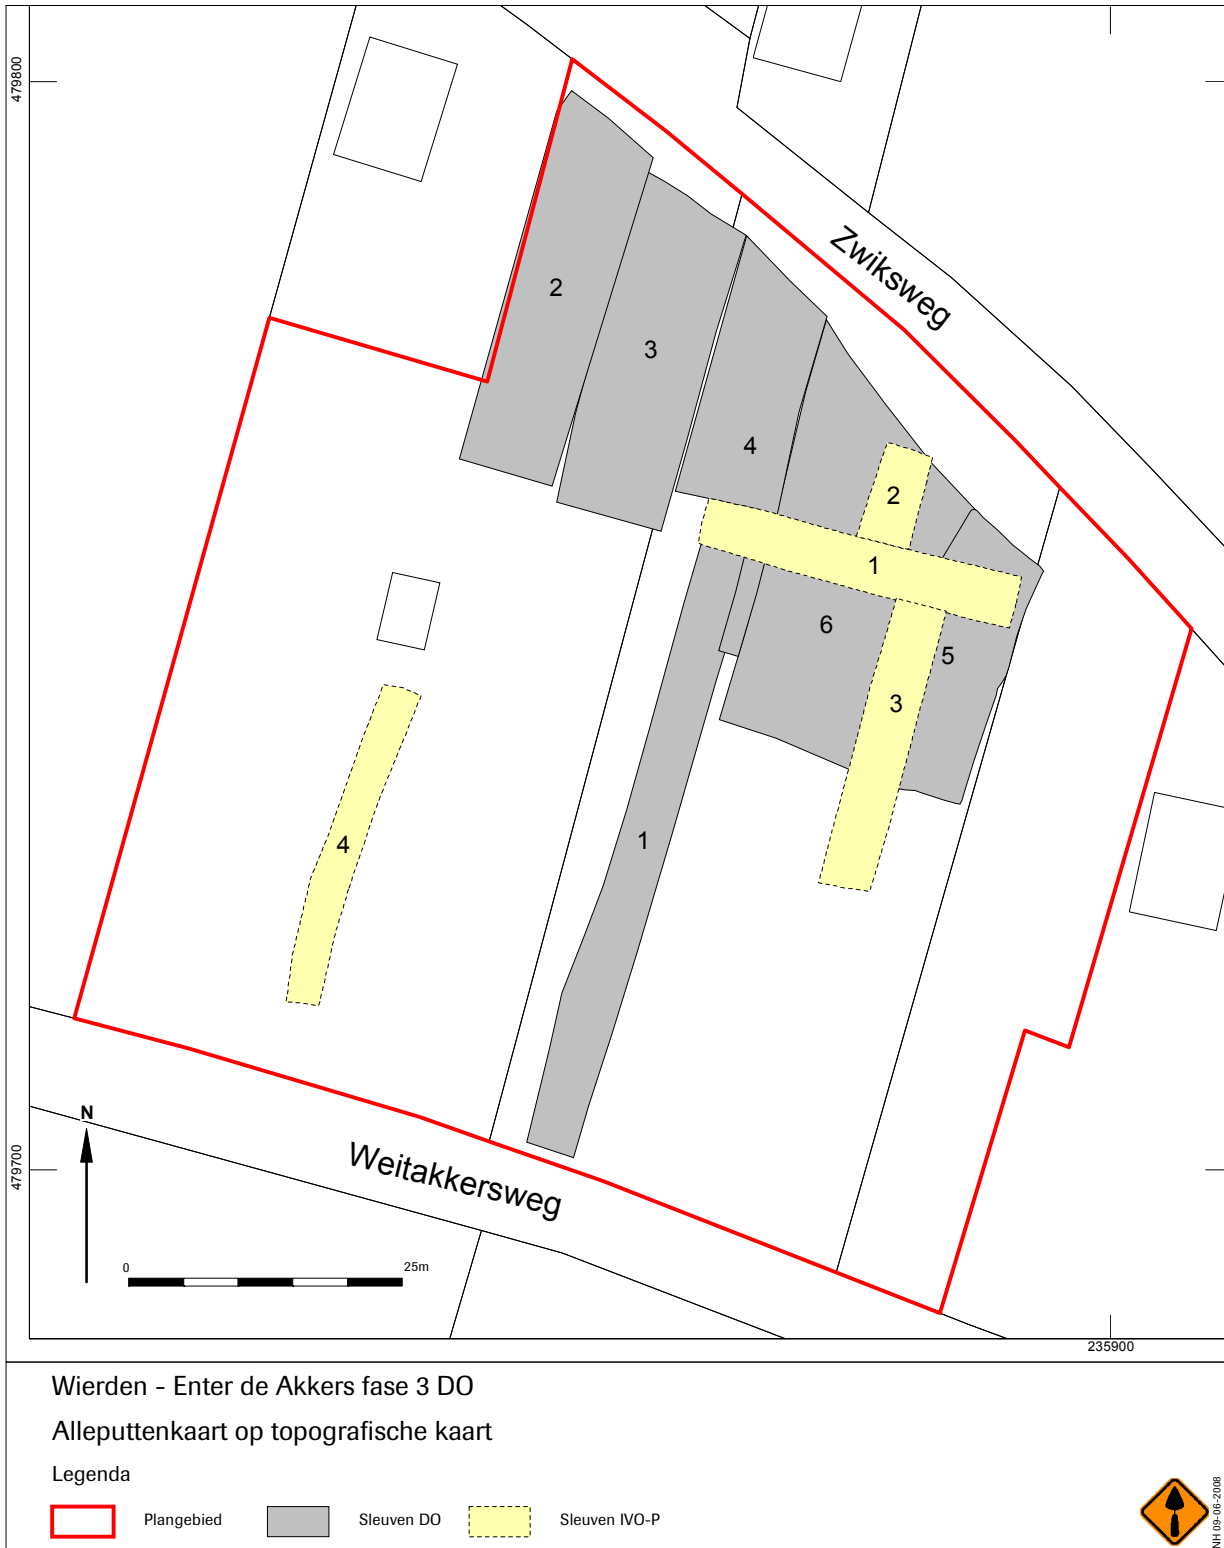 479800
Zwiksweg
2
3
4
2
1
6
5
3
4
1
N
479700
Weitakkersweg
0 25m
235900
Wierden - Enter de Akkers fase 3 DO
Alleputtenkaart op topografische kaart
Legenda
Plangebied Sleuven DO Sleuven IVO-P
NH 09-06-2008